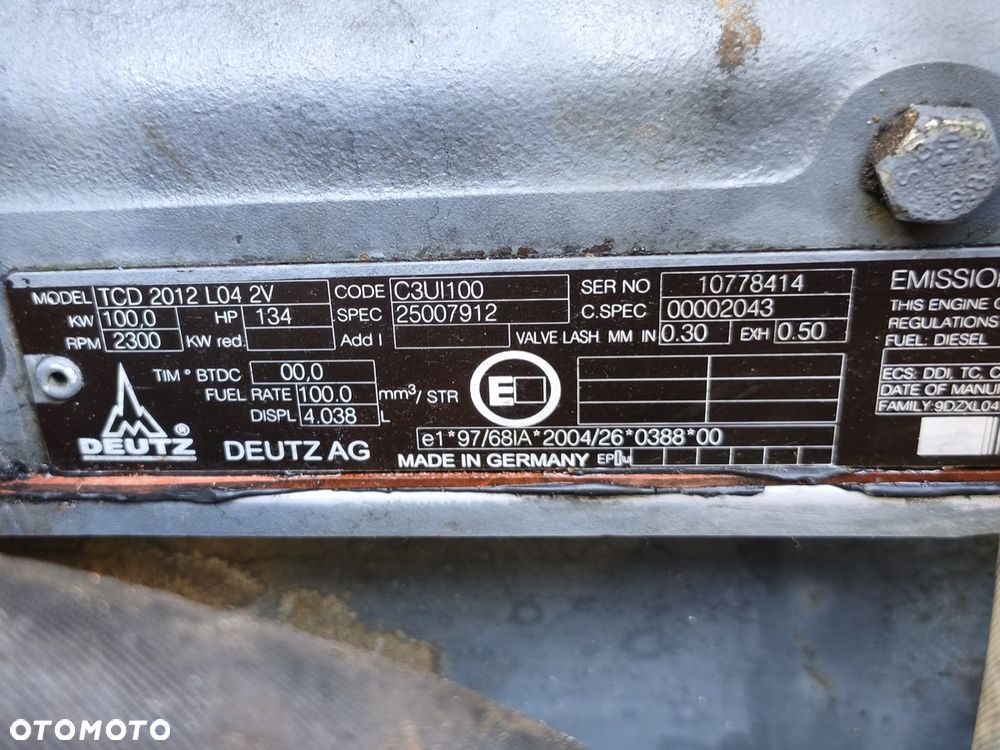 MODEL TCD 2012 L04 2V CODE C3UI100 SER NO 10778414
KW 100,0 HP 134 SPEC 25007912 C.SPEC 00002043
RPM 2300 KW red. Add I VALVE LASH MM IN 0.30 EXH 0.50
TIM ° BTDC 00,0
FUEL RATE 100.0 mm³/ STR
DISPL 4.038 L
E
DEUTZ ® DEUTZ AG
e1*97/68IA*2004/26*0388*00
MADE IN GERMANY
EMISSION
THIS ENGINE
REGULATIONS
FUEL: DIESEL
ECS: DDI, TC, C
DATE OF MANU
FAMILY:9DZXL04
OTOMOTO